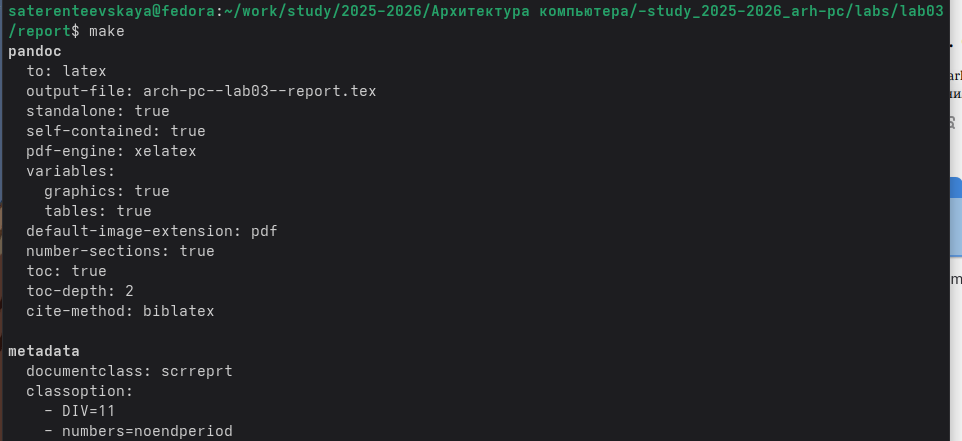 saterenteevskaya@fedora:~/work/study/2025-2026/Архитектура компьютера/-study_2025-2026_arh-pc/labs/lab03
/report$ make
pandoc
  to: latex
  output-file: arch-pc--lab03--report.tex
  standalone: true
  self-contained: true
  pdf-engine: xelatex
  variables:
    graphics: true
    tables: true
  default-image-extension: pdf
  number-sections: true
  toc: true
  toc-depth: 2
  cite-method: biblatex

metadata
  documentclass: scrreprt
  classoption:
    - DIV=11
    - numbers=noendperiod